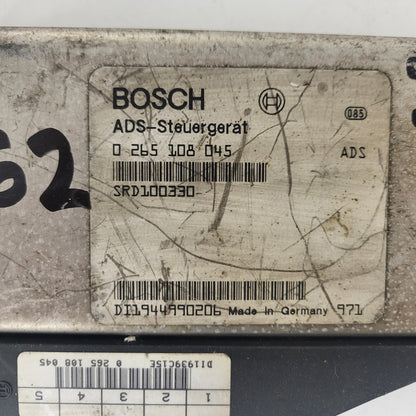 BOSCH
085
ADS-Steuergerät
0 265 108 045 ADS
SRD100330
DI1944990206 Made in Germany 971
62
DI11939C15E
0 265 108 045
1 2 3 4 5